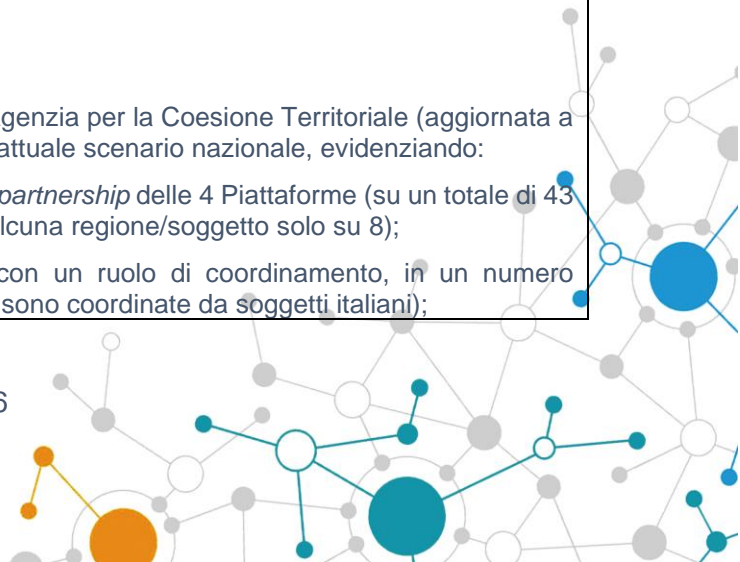 genzia per la Coesione Territoriale (aggiornata a
attuale scenario nazionale, evidenziando:
partnership delle 4 Piattaforme (su un totale di 43
lcuna regione/soggetto solo su 8);
con un ruolo di coordinamento, in un numero
sono coordinate da soggetti italiani);
6